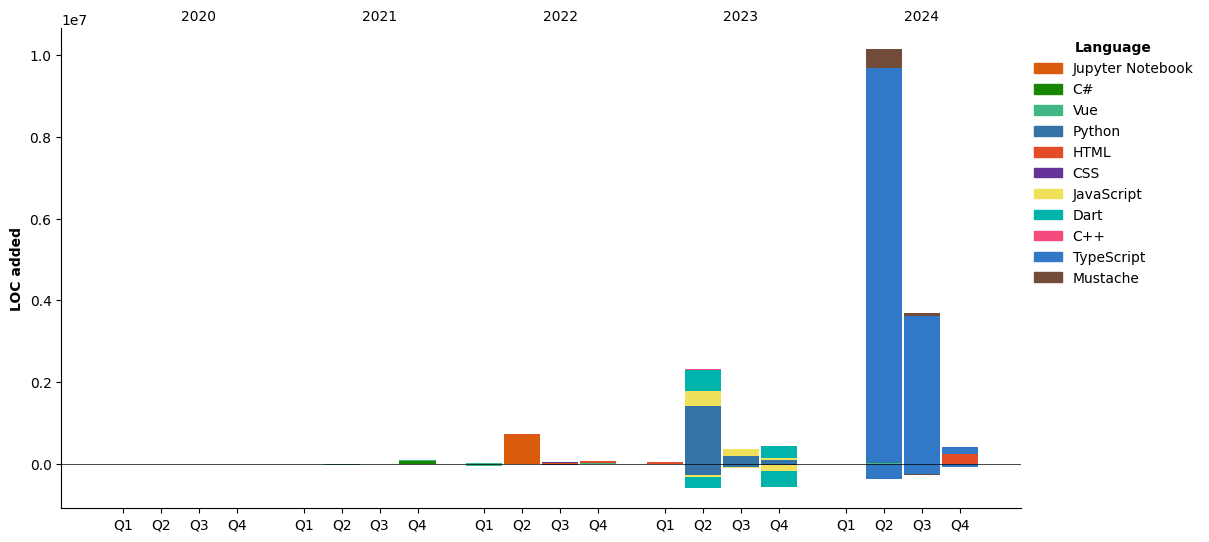 1e7
2020 2021 2022 2023 2024
Language
Jupyter Notebook
C#
Vue
Python
HTML
CSS
JavaScript
Dart
C++
TypeScript
Mustache
LOC added
1.0
0.8
0.6
0.4
0.2
0.0
Q1 Q2 Q3 Q4 Q1 Q2 Q3 Q4 Q1 Q2 Q3 Q4 Q1 Q2 Q3 Q4 Q1 Q2 Q3 Q4